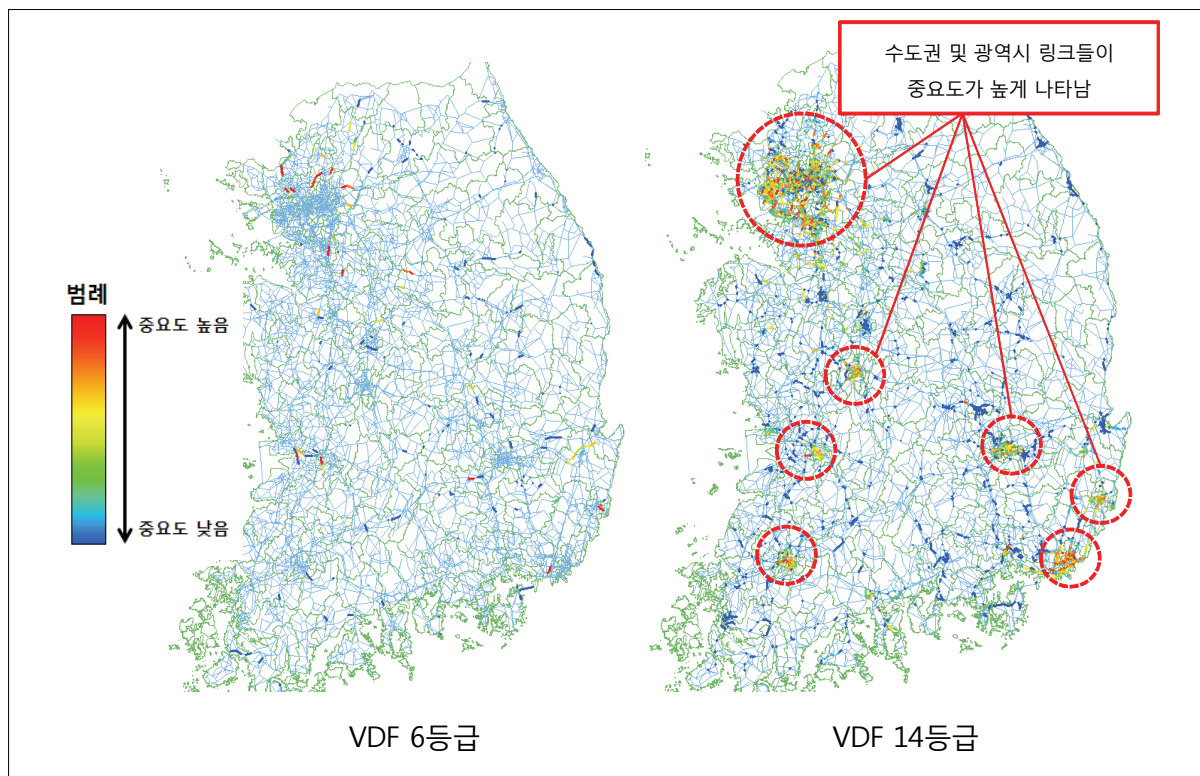 수도권 및 광역시 링크들이
중요도가 높게 나타남
범례
중요도 높음
중요도 낮음
VDF 6등급
VDF 14등급